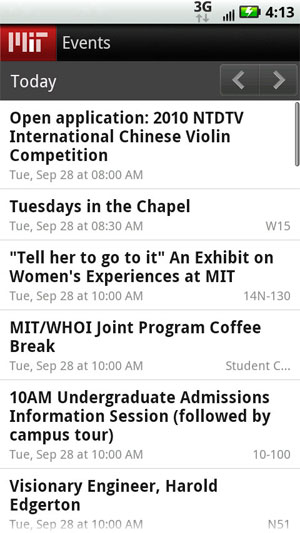 3G
4:13
MIT
Events
Today
Open application: 2010 NTDTV
International Chinese Violin
Competition
Tue, Sep 28 at 08:00 AM
Tuesdays in the Chapel
Tue, Sep 28 at 08:30 AM
W15
"Tell her to go to it" An Exhibit on
Women's Experiences at MIT
Tue, Sep 28 at 10:00 AM
14N-130
MIT/WHOI Joint Program Coffee
Break
Tue, Sep 28 at 10:00 AM
Student C...
10AM Undergraduate Admissions
Information Session (followed by
campus tour)
Tue, Sep 28 at 10:00 AM
10-100
Visionary Engineer, Harold
Edgerton
Tue, Sep 28 at 10:00 AM
N51